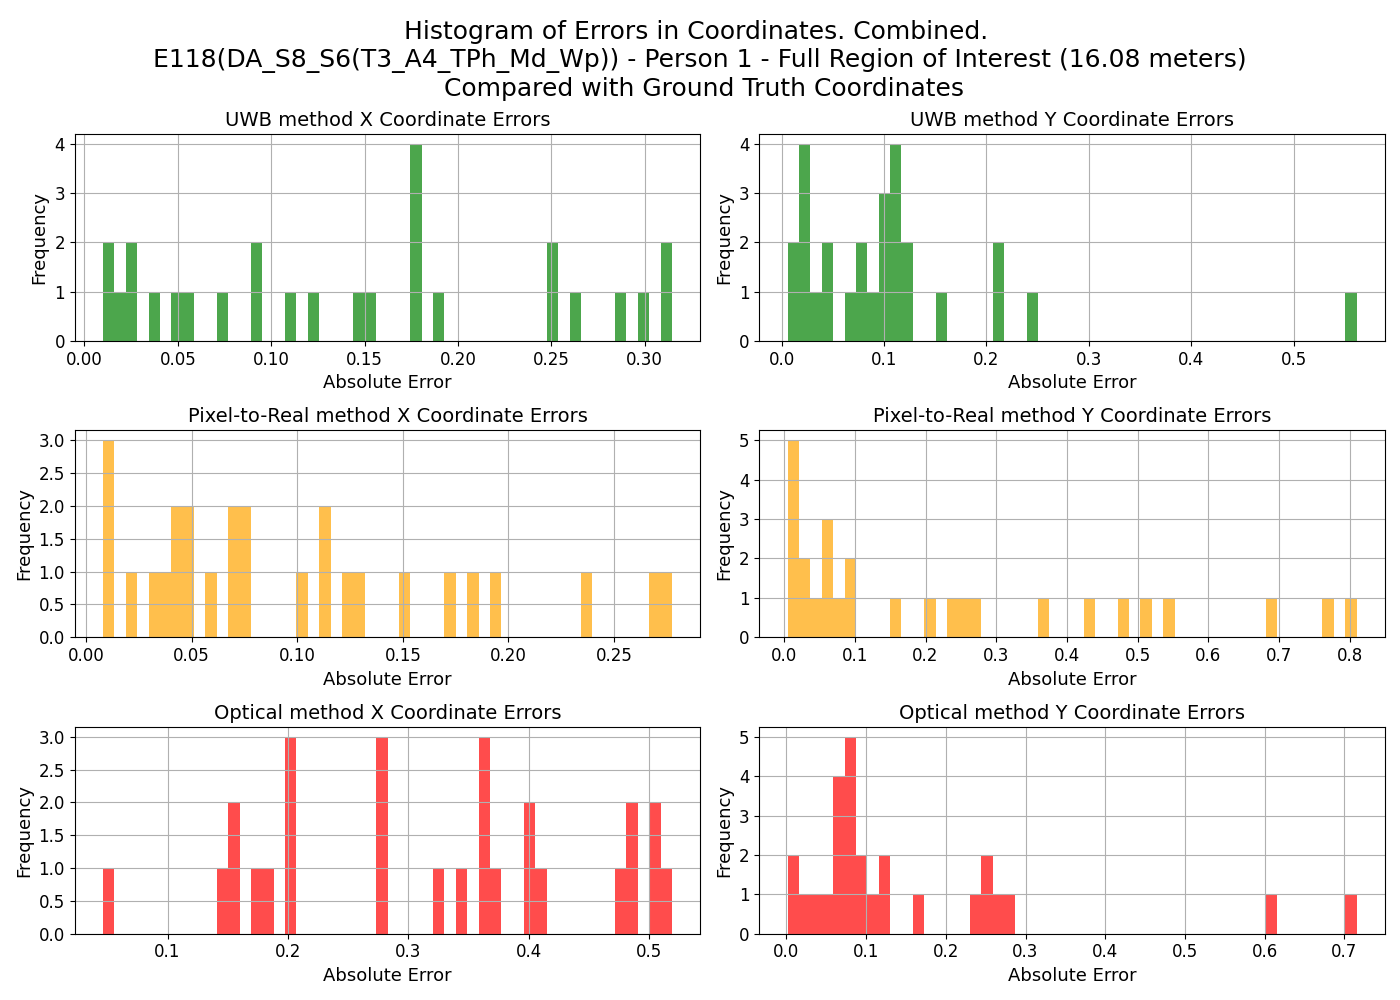 Histogram of Errors in Coordinates. Combined.
E118(DA_S8_S6(T3_A4_TPh_Md_Wp)) - Person 1 - Full Region of Interest (16.08 meters)
Compared with Ground Truth Coordinates
UWB method X Coordinate Errors
4
3
2
1
0
Frequency
0.00 0.05 0.10 0.15 0.20 0.25 0.30
Absolute Error
UWB method Y Coordinate Errors
4
3
2
1
0
Frequency
0.0 0.1 0.2 0.3 0.4 0.5
Absolute Error
Pixel-to-Real method X Coordinate Errors
3.0
2.5
2.0
1.5
1.0
0.5
0.0
Frequency
0.00 0.05 0.10 0.15 0.20 0.25
Absolute Error
Pixel-to-Real method Y Coordinate Errors
5
4
3
2
1
0
Frequency
0.0 0.1 0.2 0.3 0.4 0.5 0.6 0.7 0.8
Absolute Error
Optical method X Coordinate Errors
3.0
2.5
2.0
1.5
1.0
0.5
0.0
Frequency
0.1 0.2 0.3 0.4 0.5
Absolute Error
Optical method Y Coordinate Errors
5
4
3
2
1
0
Frequency
0.0 0.1 0.2 0.3 0.4 0.5 0.6 0.7
Absolute Error